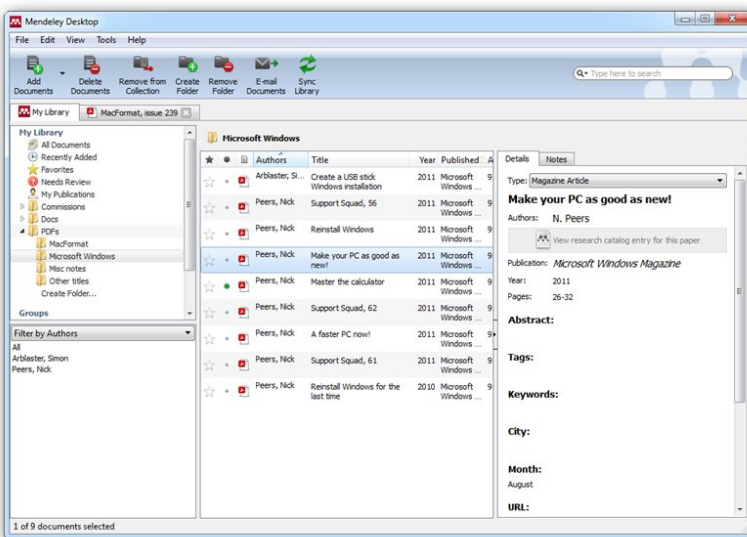 Mendeley Desktop
File Edit View Tools Help
Add Documents
Delete Documents
Remove from Collection
Create Folder
Remove Folder
E-mail Documents
Sync Library
Type here to search
My Library
MacFormat, issue 239
My Library
All Documents
Recently Added
Favorites
Needs Review
My Publications
Commissions
Docs
PDFs
MacFormat
Microsoft Windows
Misc notes
Other titles
Create Folder...
Groups
Filter by Authors
All
Arblaster, Simon
Peers, Nick
Microsoft Windows
Authors Title Year Published A
Arblaster, Si... Create a USB stick 2011 Microsoft 9
Windows installation Windows ...
Peers, Nick Support Squad, 56 2011 Microsoft 9
Windows ...
Peers, Nick Reinstall Windows 2011 Microsoft 9
Windows ...
Peers, Nick Make your PC as good as 2011 Microsoft 9
new! Windows ...
Peers, Nick Master the calculator 2011 Microsoft 9
Windows ...
Peers, Nick Support Squad, 62 2011 Microsoft 9
Windows ...
Peers, Nick A faster PC now! 2011 Microsoft 9
Windows ...
Peers, Nick Support Squad, 61 2011 Microsoft 9
Windows ...
Peers, Nick Reinstall Windows for the 2010 Microsoft 9
last time Windows ...
Details Notes
Type: Magazine Article
Make your PC as good as new!
Authors: N. Peers
View research catalog entry for this paper
Publication: Microsoft Windows Magazine
Year: 2011
Pages: 26-32
Abstract:
Tags:
Keywords:
City:
Month:
August
URL:
1 of 9 documents selected